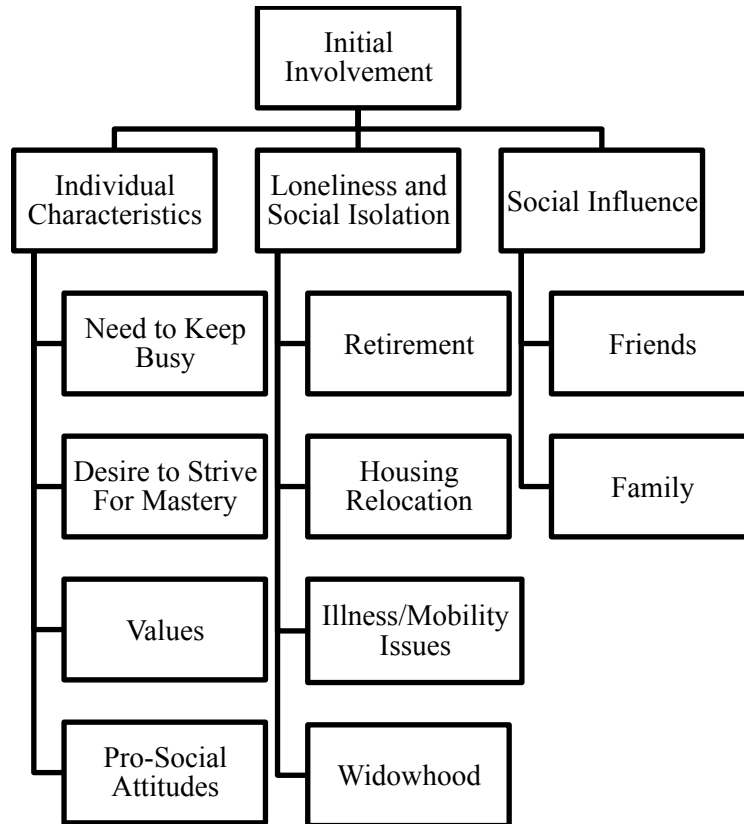 Initial
Involvement
Individual
Characteristics
Loneliness and
Social Isolation
Social Influence
Need to Keep
Busy
Desire to Strive
For Mastery
Values
Pro-Social
Attitudes
Retirement
Housing
Relocation
Illness/Mobility
Issues
Widowhood
Friends
Family